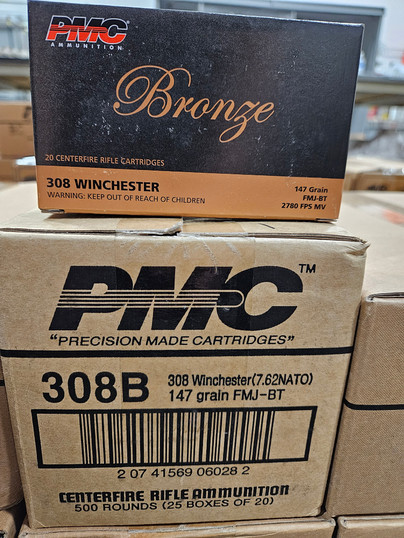 PMC
AMMUNITION
Bronze
20 CENTERFIRE RIFLE CARTRIDGES
308 WINCHESTER
WARNING: KEEP OUT OF REACH OF CHILDREN
147 Grain
FMJ-BT
2780 FPS MV
PMC™
"PRECISION MADE CARTRIDGES"
308B
308 Winchester(7.62NATO)
147 grain FMJ-BT
2 07 41569 06028 2
CENTERFIRE RIFLE AMMUNITION
500 ROUNDS (25 BOXES OF 20)